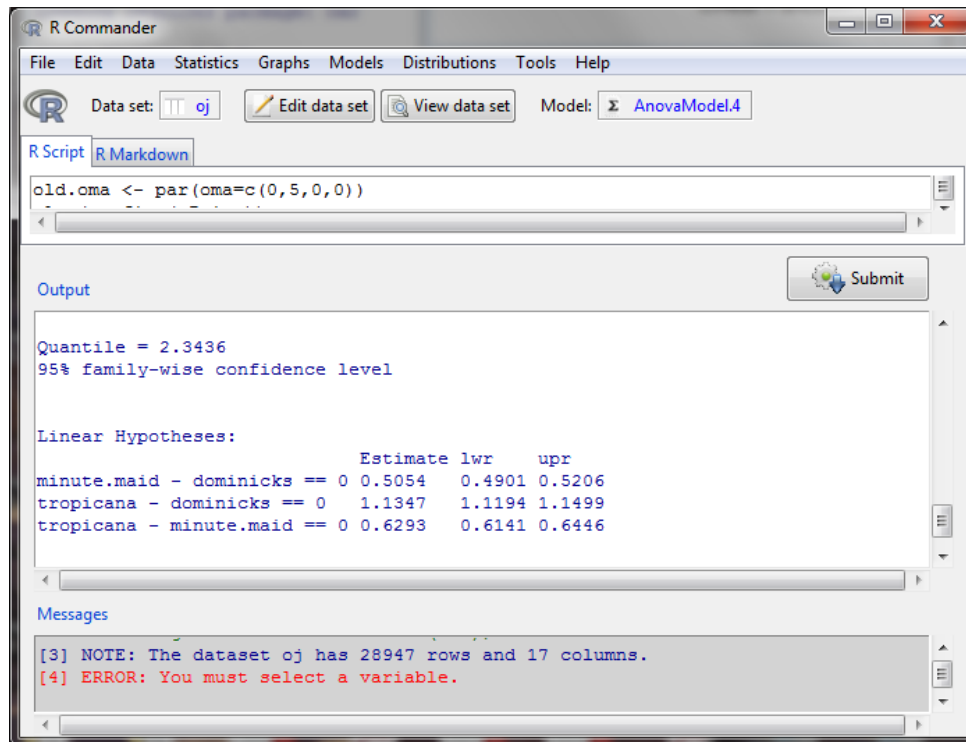 R Commander
File Edit Data Statistics Graphs Models Distributions Tools Help
R Data set: oj Edit data set View data set Model: Σ AnovaModel.4
R Script R Markdown
old.oma <- par(oma=c(0,5,0,0))
Submit
Output
Quantile = 2.3436
95% family-wise confidence level
Linear Hypotheses:
Estimate lwr upr
minute.maid - dominicks == 0 0.5054 0.4901 0.5206
tropicana - dominicks == 0 1.1347 1.1194 1.1499
tropicana - minute.maid == 0 0.6293 0.6141 0.6446
Messages
[3] NOTE: The dataset oj has 28947 rows and 17 columns.
[4] ERROR: You must select a variable.